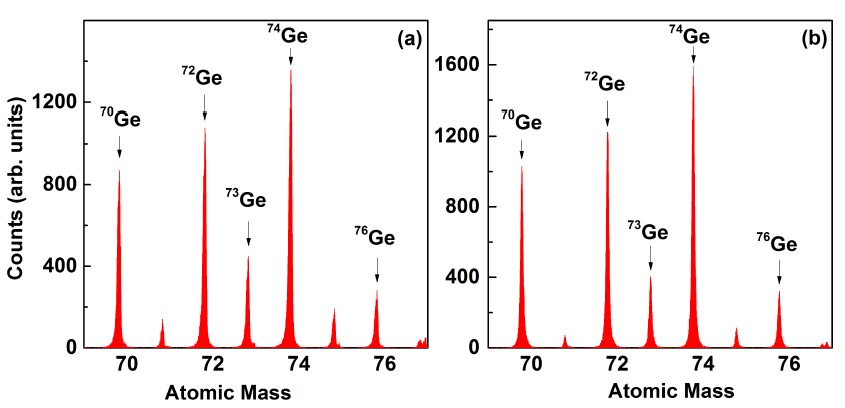 (a)
⁷⁴Ge
⁷²Ge
⁷⁰Ge
⁷³Ge
⁷⁶Ge
1200
800
400
0
70 72 74 76
Counts (arb. units)
Atomic Mass
(b)
⁷⁴Ge
⁷²Ge
⁷⁰Ge
⁷³Ge
⁷⁶Ge
1600
1200
800
400
0
70 72 74 76
Atomic Mass